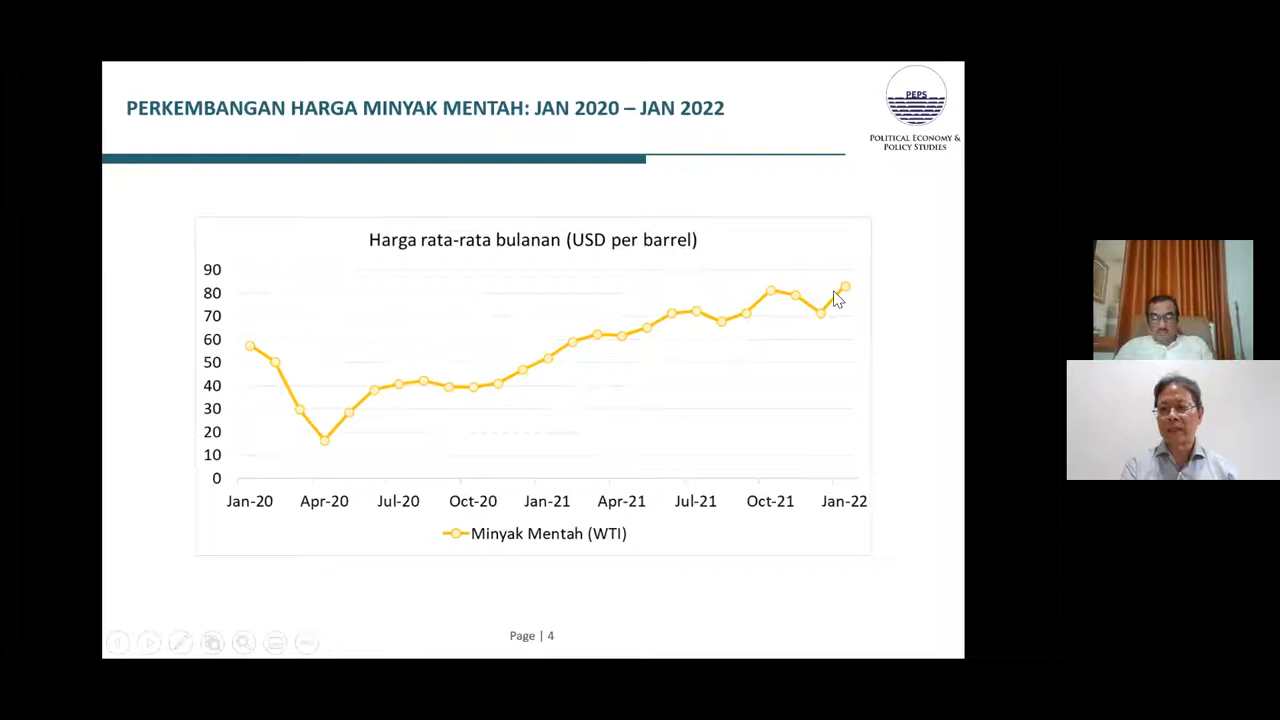 PERKEMBANGAN HARGA MINYAK MENTAH: JAN 2020 – JAN 2022
PEPS
POLITICAL ECONOMY &
POLICY STUDIES
Harga rata-rata bulanan (USD per barrel)
90
80
70
60
50
40
30
20
10
0
Jan-20 Apr-20 Jul-20 Oct-20 Jan-21 Apr-21 Jul-21 Oct-21 Jan-22
Minyak Mentah (WTI)
Page | 4